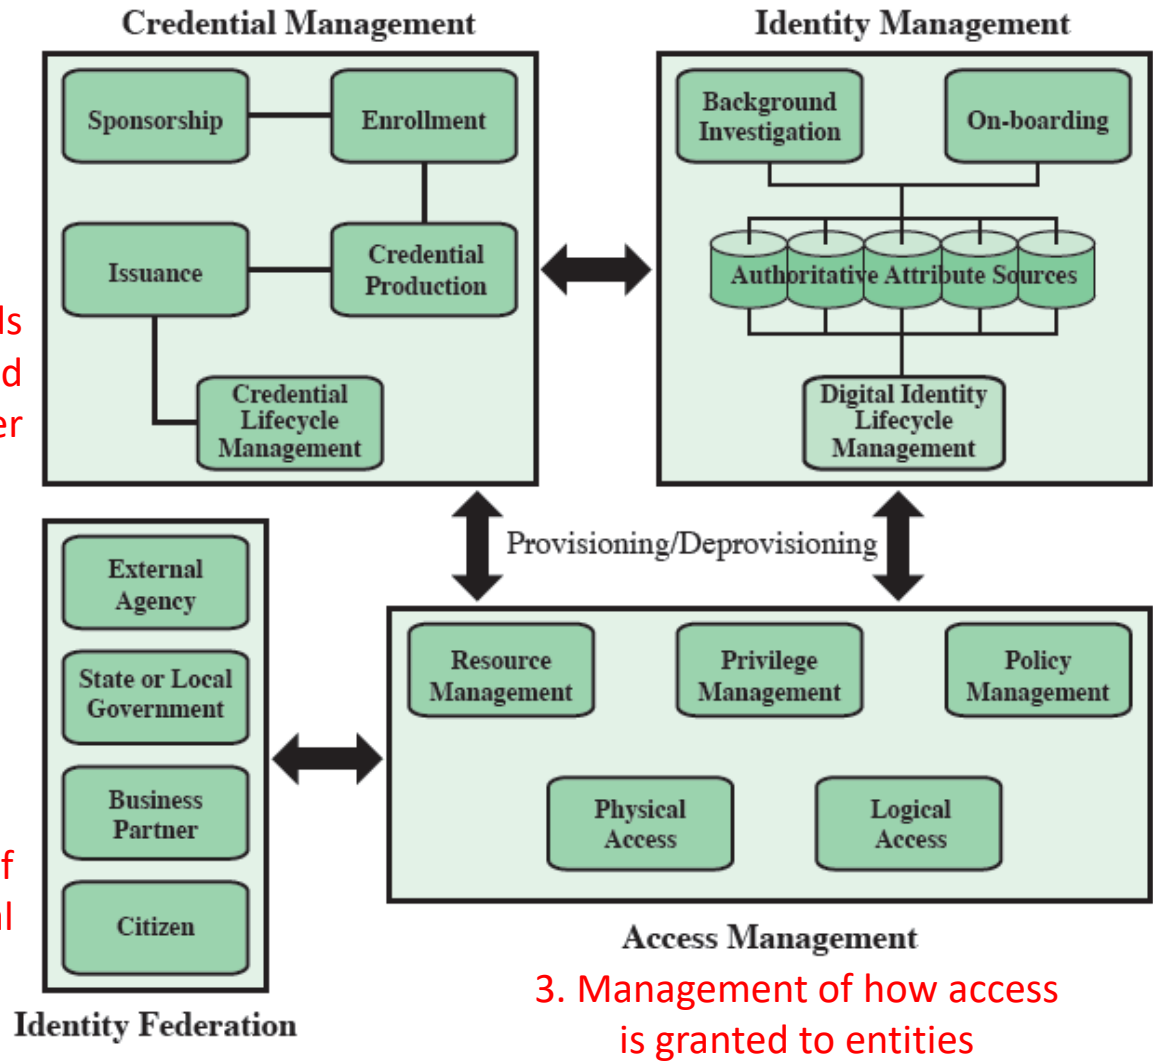 Credential Management
Identity Management
Sponsorship
Enrollment
Issuance
Credential
Production
Credential
Lifecycle
Management
Background
Investigation
On-boarding
Authoritative Attribute Sources
Digital Identity
Lifecycle
Management
ls
d
er
Provisioning/Deprovisioning
External
Agency
State or Local
Government
Business
Partner
Citizen
f
al
Identity Federation
Resource
Management
Privilege
Management
Policy
Management
Physical
Access
Logical
Access
Access Management
3. Management of how access
is granted to entities